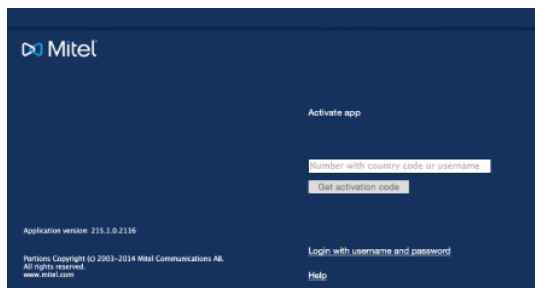 Mitel
Activate app
Number with country code or username
Get activation code
Application version: 215.1.0.2116
Portions Copyright (c) 2003-2014 Mitel Communications AB.
All rights reserved.
www.mitel.com
Login with username and password
Help